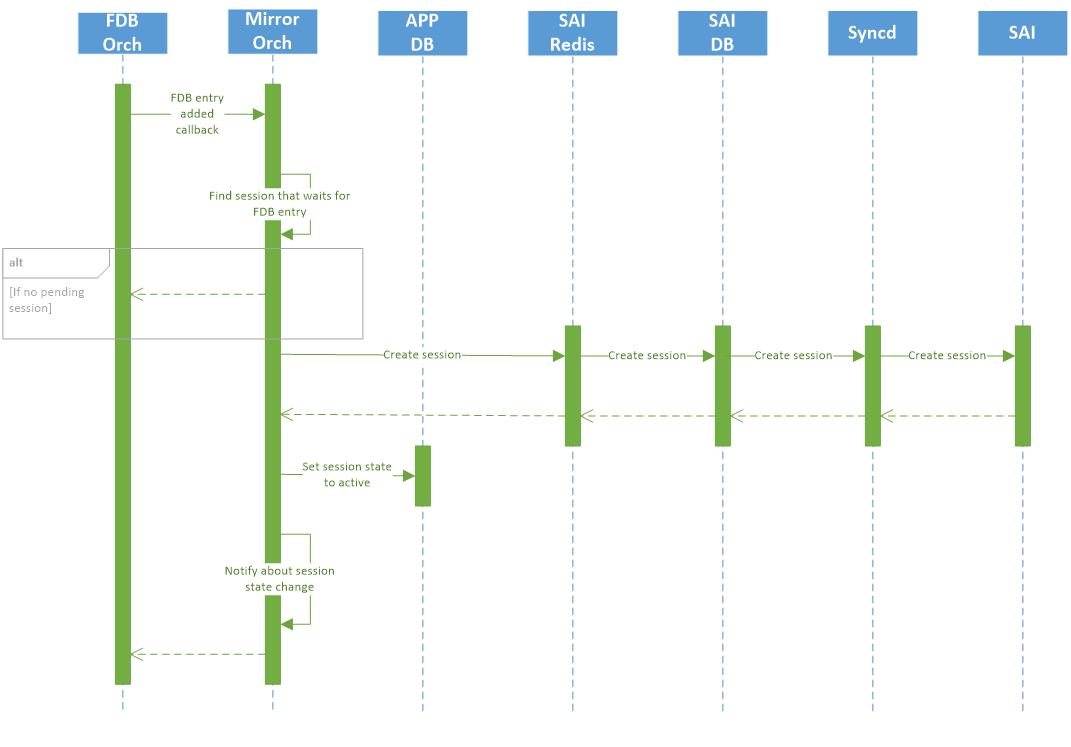 FDB
Orch
Mirror
Orch
APP
DB
SAI
Redis
SAI
DB
Syncd
SAI
FDB entry
added
callback
Find session that waits for
FDB entry
alt
[If no pending
session]
Create session
Create session
Create session
Create session
Set session state
to active
Notify about session
state change